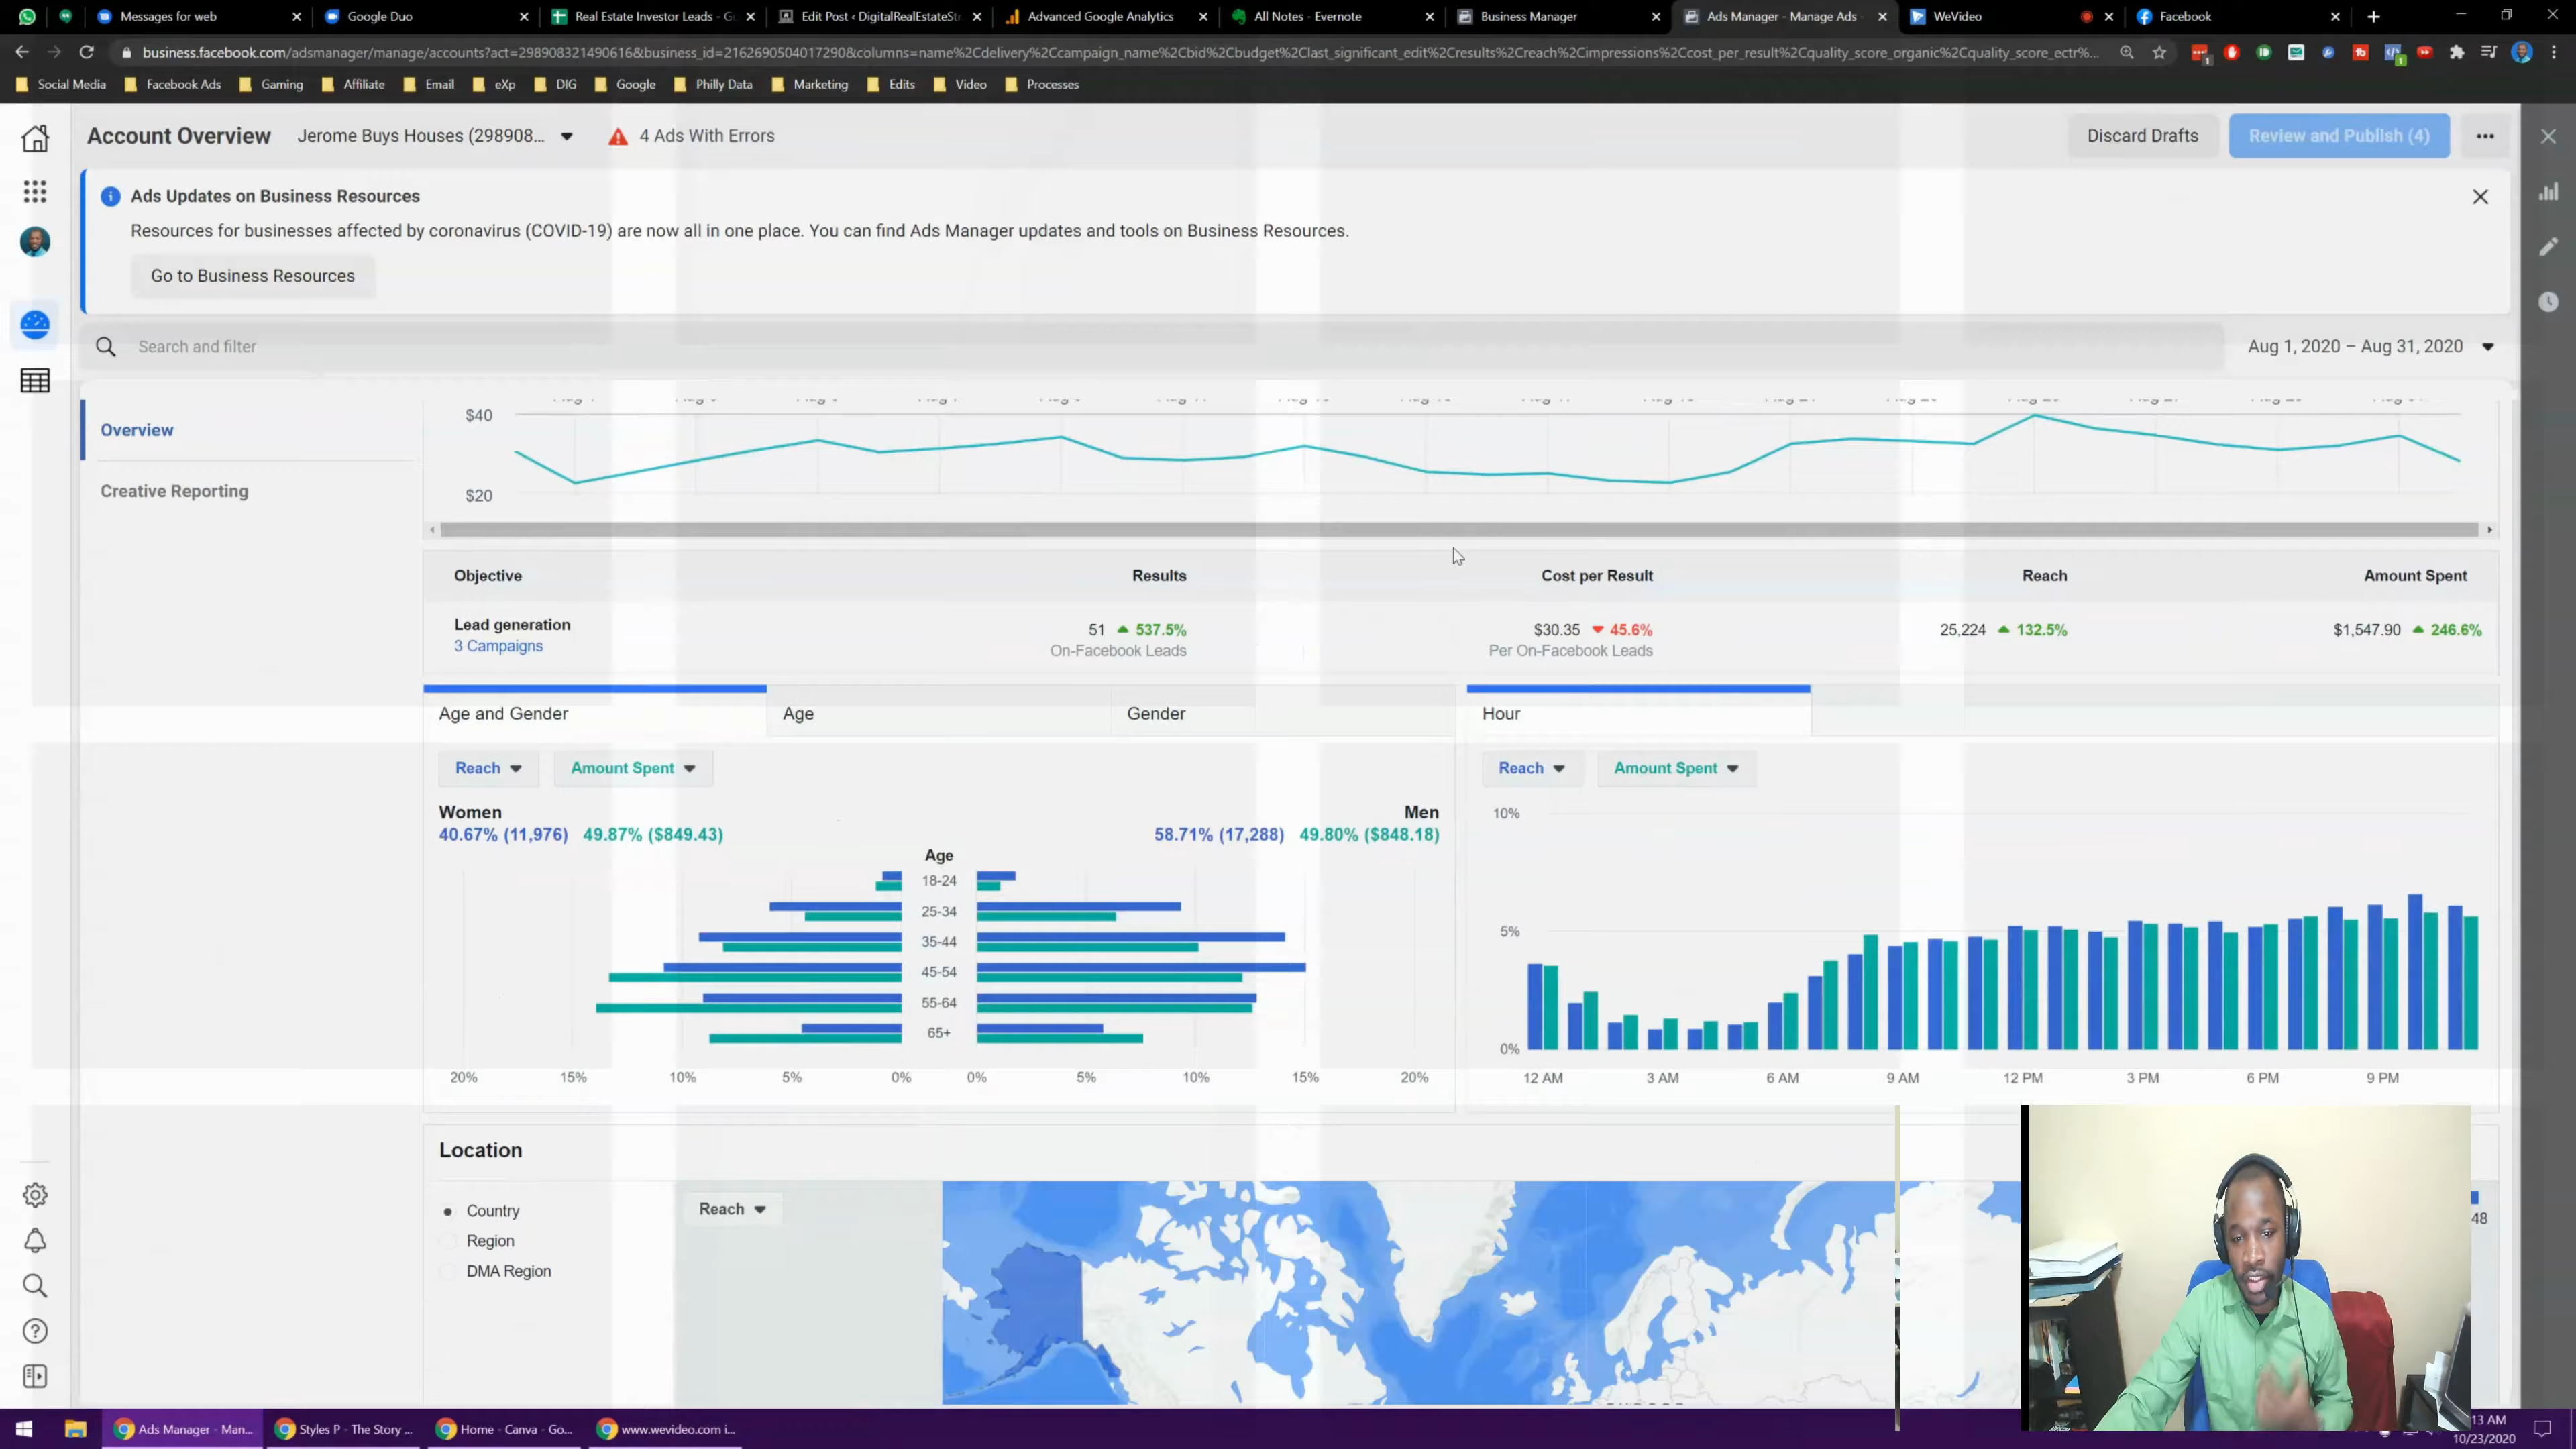 Messages for web
Google Duo
Real Estate Investor Leads - G
Edit Post ‹ DigitalRealEstateSt
Advanced Google Analytics
All Notes - Evernote
Business Manager
Ads Manager - Manage Ads
WeVideo
Facebook
business.facebook.com/adsmanager/manage/accounts?act=298908321490616&business_id=2162690504017290&columns=name%2Cdelivery%2Ccampaign_name%2Cbid%2Cbudget%2Clast_significant_edit%2Cresults%2Creach%2Cimpressions%2Ccost_per_result%2Cquality_score_organic%2Cquality_score_ectr%...
Social Media
Facebook Ads
Gaming
Affiliate
Email
eXp
DIG
Google
Philly Data
Marketing
Edits
Video
Processes
Account Overview
Jerome Buys Houses (298908...
4 Ads With Errors
Discard Drafts
Review and Publish (4)
Ads Updates on Business Resources
Resources for businesses affected by coronavirus (COVID-19) are now all in one place. You can find Ads Manager updates and tools on Business Resources.
Go to Business Resources
Search and filter
Aug 1, 2020 – Aug 31, 2020
Overview
Creative Reporting
$40
$20
Objective Results Cost per Result Reach Amount Spent
Lead generation 51 537.5% $30.35 45.6% 25,224 132.5% $1,547.90 246.6%
3 Campaigns On-Facebook Leads Per On-Facebook Leads
Age and Gender Age Gender
Reach Amount Spent
Women Men
40.67% (11,976) 49.87% ($849.43) 58.71% (17,288) 49.80% ($848.18)
Age
18-24
25-34
35-44
45-54
55-64
65+
20% 15% 10% 5% 0% 0% 5% 10% 15% 20%
Hour
Reach Amount Spent
10%
5%
0%
12 AM 3 AM 6 AM 9 AM 12 PM 3 PM 6 PM 9 PM
Location
Country
Region
DMA Region
Reach
48
Ads Manager - Man...
Styles P - The Story ...
Home - Canva - Go...
www.wevideo.com i...
13 AM
10/23/2020